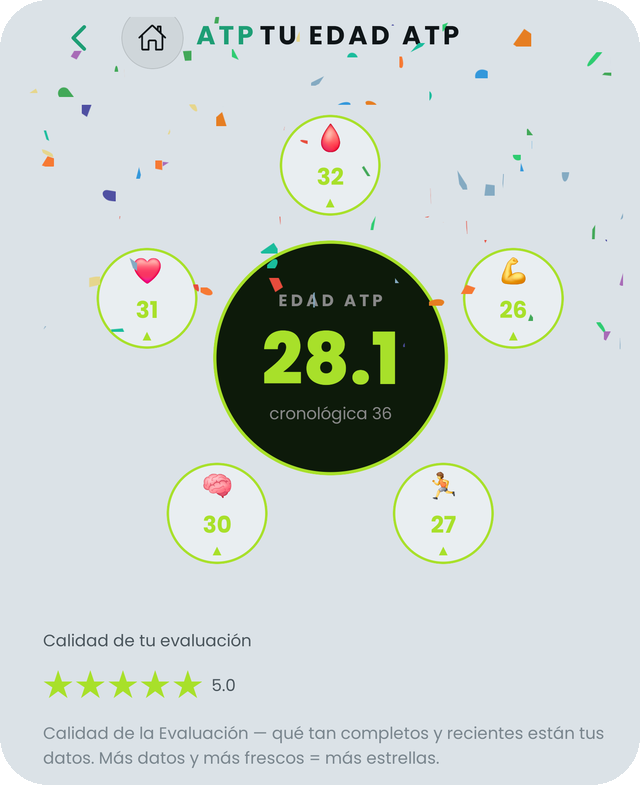 ATP TU EDAD ATP
32
31
26
EDAD ATP
28.1
cronológica 36
30
27
Calidad de tu evaluación
5.0
Calidad de la Evaluación — qué tan completos y recientes están tus
datos. Más datos y más frescos = más estrellas.